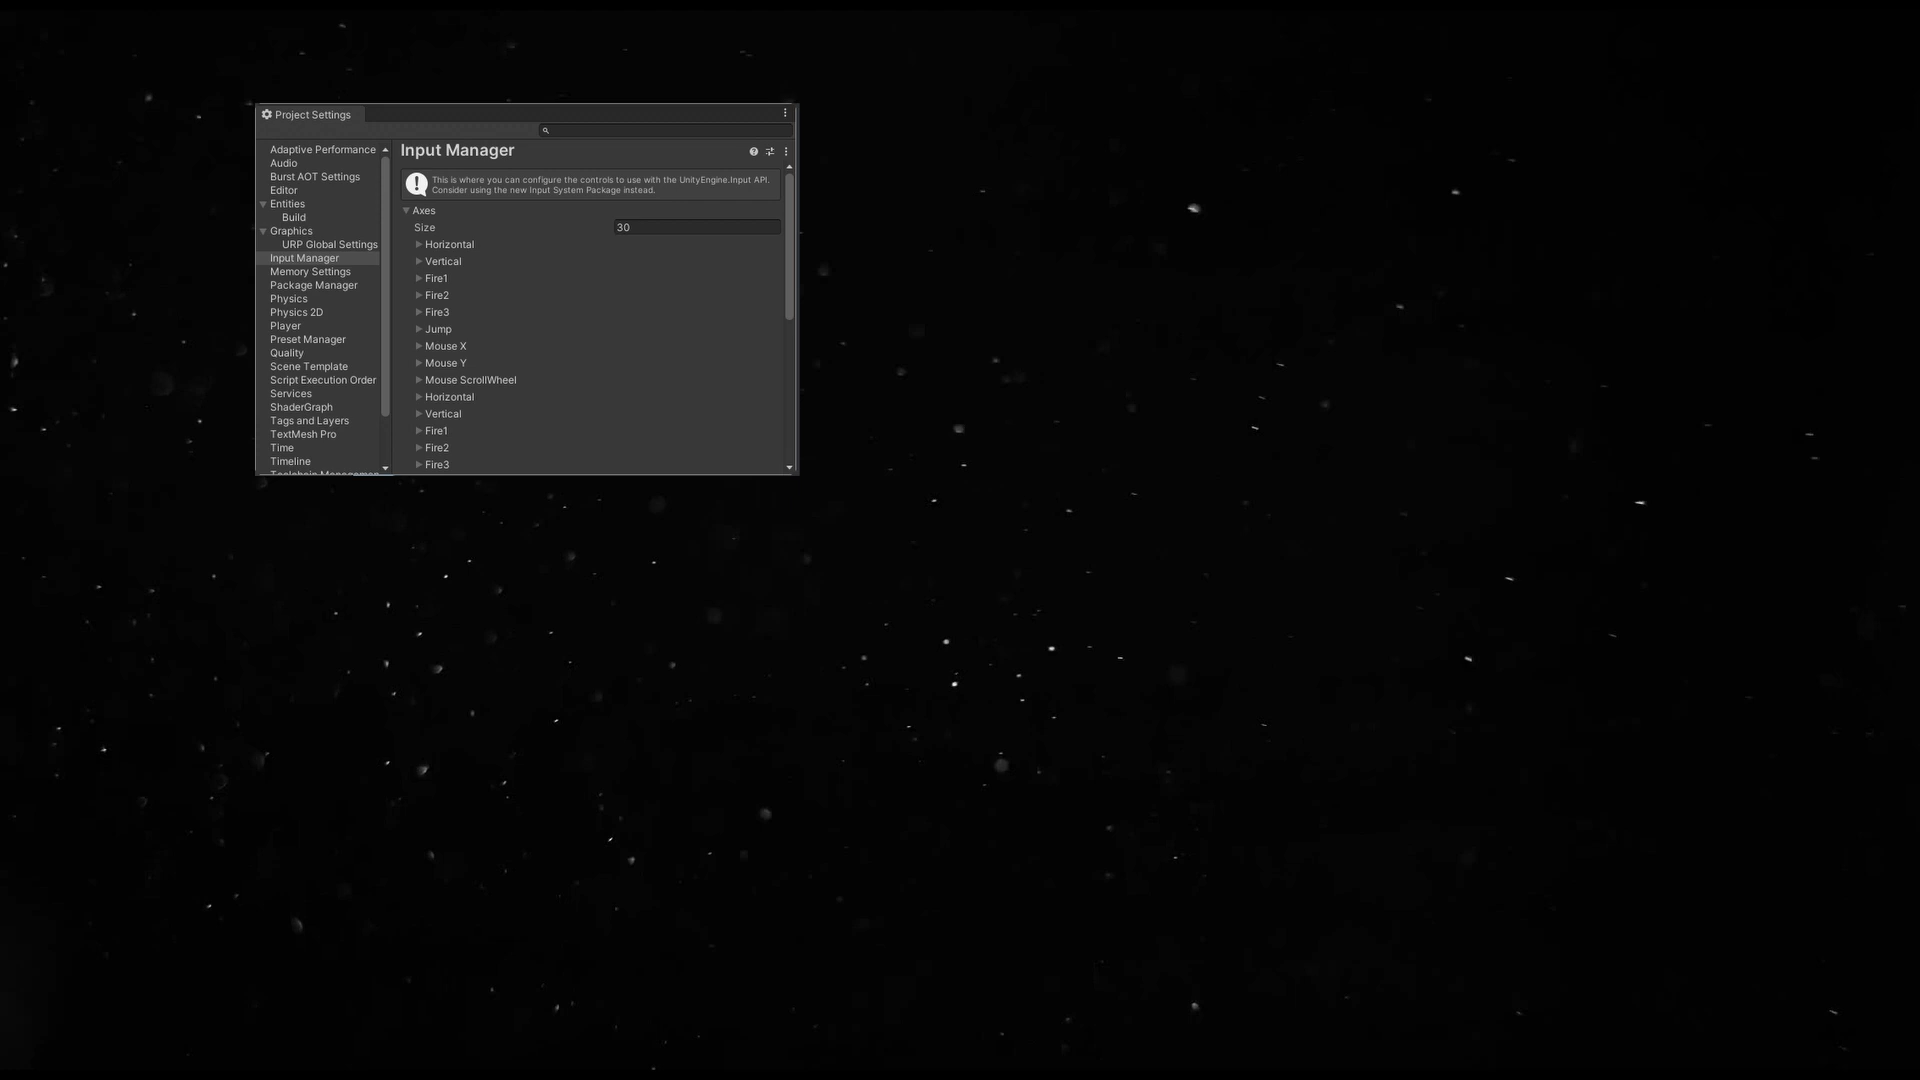 Project Settings
Adaptive Performance
Audio
Burst AOT Settings
Editor
Entities
Build
Graphics
URP Global Settings
Input Manager
Memory Settings
Package Manager
Physics
Physics 2D
Player
Preset Manager
Quality
Scene Template
Script Execution Order
Services
ShaderGraph
Tags and Layers
TextMesh Pro
Time
Timeline
Input Manager
This is where you can configure the controls to use with the UnityEngine.Input API.
Consider using the new Input System Package instead.
Axes
Size 30
Horizontal
Vertical
Fire1
Fire2
Fire3
Jump
Mouse X
Mouse Y
Mouse ScrollWheel
Horizontal
Vertical
Fire1
Fire2
Fire3